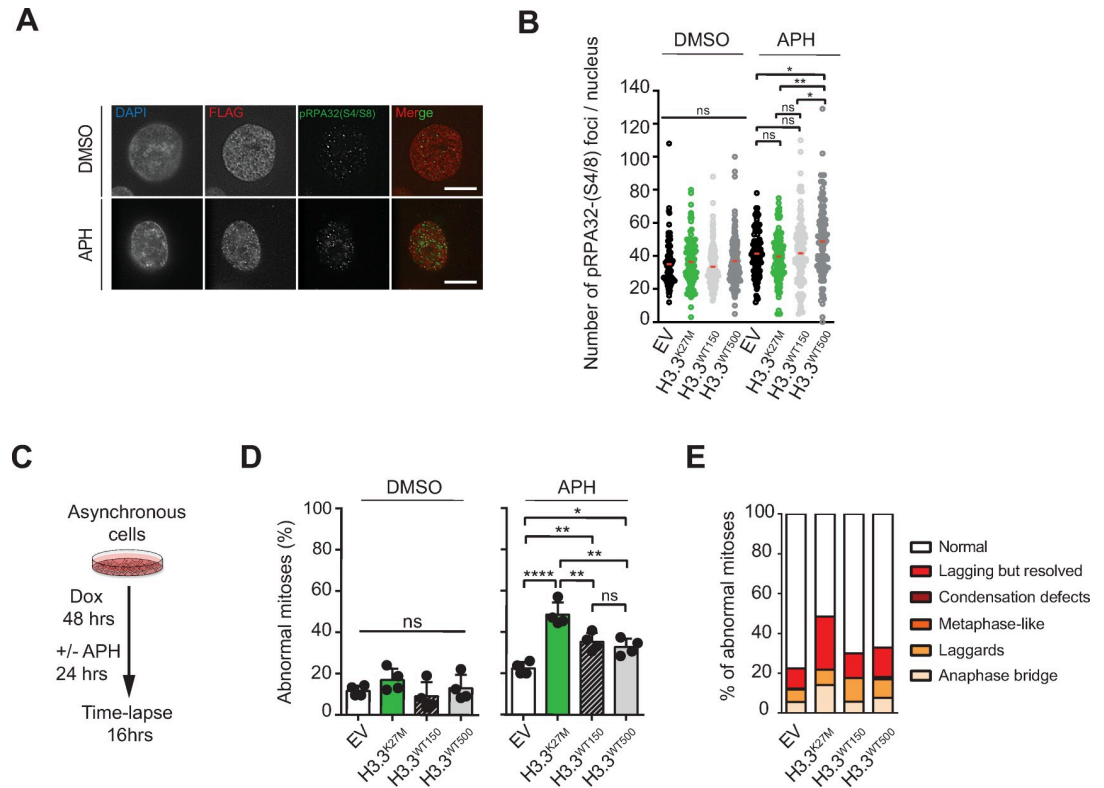 A
DAPI
FLAG
pRPA32(S4/S8)
Merge
DMSO
APH
B
DMSO
APH
Number of pRPA32-(S4/8) foci / nucleus
140
120
100
80
60
40
20
0
ns
*
**
*
ns
ns
ns
EV
H3.3K27M
H3.3WT150
H3.3WT500
EV
H3.3K27M
H3.3WT150
H3.3WT500
C
Asynchronous
cells
Dox
48 hrs
+/- APH
24 hrs
Time-lapse
16hrs
D
DMSO
APH
Abnormal mitoses (%)
100
80
60
40
20
0
ns
*
**
**
****
**
ns
EV
H3.3K27M
H3.3WT150
H3.3WT500
EV
H3.3K27M
H3.3WT150
H3.3WT500
E
% of abnormal mitoses
100
80
60
40
20
0
EV
H3.3K27M
H3.3WT150
H3.3WT500
Normal
Lagging but resolved
Condensation defects
Metaphase-like
Laggards
Anaphase bridge